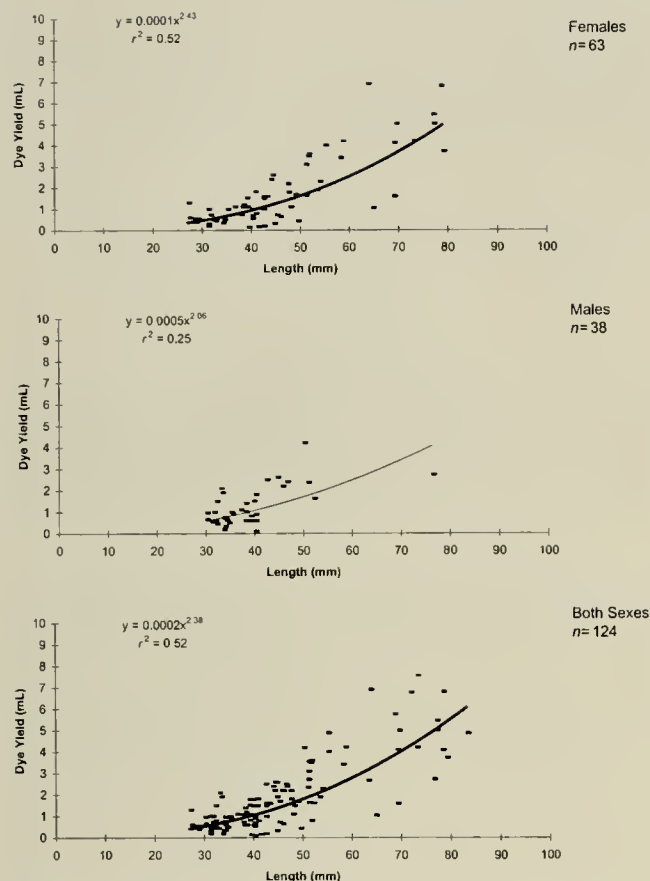 y = 0.0001x^2.43
r² = 0.52
Females
n= 63
10
9
8
7
6
5
4
3
2
1
0
Dye Yield (mL)
0 10 20 30 40 50 60 70 80 90 100
Length (mm)
y = 0.0005x^2.06
r² = 0.25
Males
n= 38
10
9
8
7
6
5
4
3
2
1
0
Dye Yield (mL)
0 10 20 30 40 50 60 70 80 90 100
Length (mm)
y = 0.0002x^2.38
r² = 0.52
Both Sexes
n= 124
10
9
8
7
6
5
4
3
2
1
0
Dye Yield (mL)
0 10 20 30 40 50 60 70 80 90 100
Length (mm)